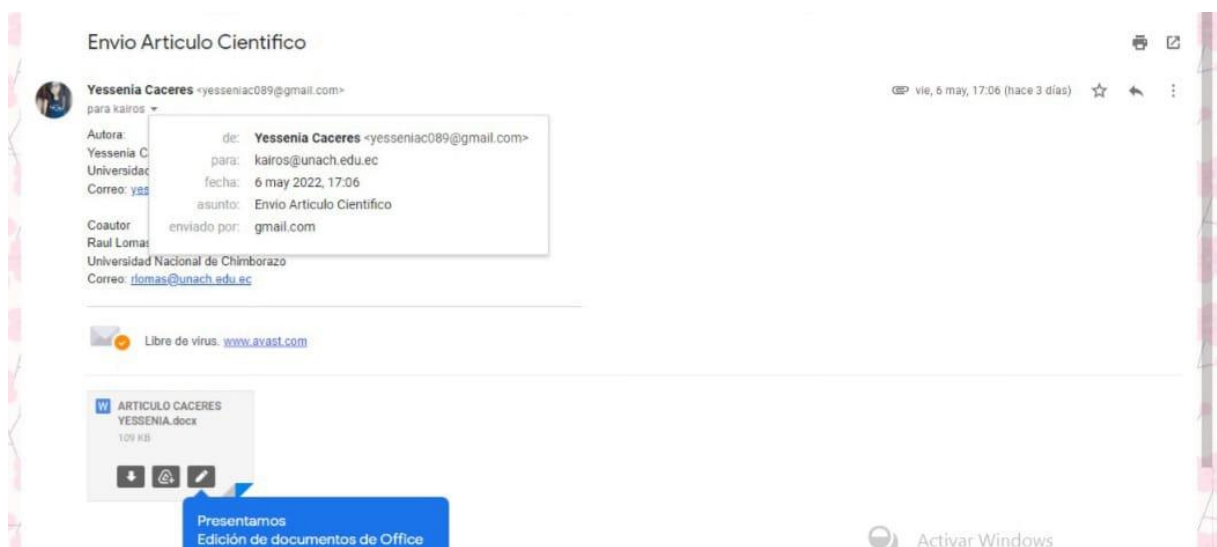 Envio Articulo Cientifico
Yessenia Caceres <yesseniac089@gmail.com>
vie, 6 may, 17:06 (hace 3 días)
para kairos
Autora:
Yessenia C
Universidad
Correo: yes
de: Yessenia Caceres <yesseniac089@gmail.com>
para: kairos@unach.edu.ec
fecha: 6 may 2022, 17:06
asunto: Envio Articulo Cientifico
enviado por: gmail.com
Coautor
Raul Lomas
Universidad Nacional de Chimborazo
Correo: rlomas@unach.edu.ec
Libre de virus. www.avast.com
W ARTICULO CACERES
YESSENIA.docx
109 KB
Presentamos
Edición de documentos de Office
Activar Windows